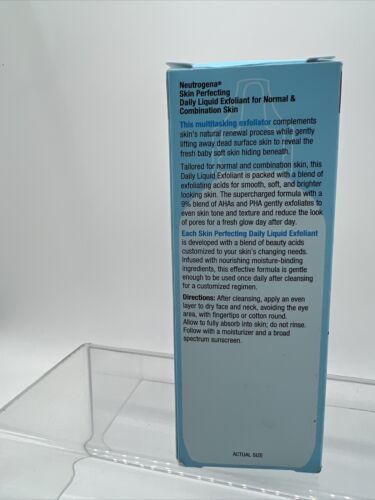 Neutrogena®
Skin Perfecting
Daily Liquid Exfoliant for Normal &
Combination Skin
This multitasking exfoliator complements
skin's natural renewal process while gently
lifting away dead surface skin to reveal the
fresh baby soft skin hiding beneath.
Tailored for normal and combination skin, this
Daily Liquid Exfoliant is packed with a blend of
exfoliating acids for smooth, soft, and brighter
looking skin. The supercharged formula with a
9% blend of AHAs and PHA gently exfoliates to
even skin tone and texture and reduce the look
of pores for a fresh glow day after day.
Each Skin Perfecting Daily Liquid Exfoliant
is developed with a blend of beauty acids
customized to your skin's changing needs.
Infused with nourishing moisture-binding
ingredients, this effective formula is gentle
enough to be used once daily after cleansing
for a customized regimen.
Directions: After cleansing, apply an even
layer to dry face and neck, avoiding the eye
area, with fingertips or cotton round.
Allow to fully absorb into skin; do not rinse.
Follow with a moisturizer and a broad
spectrum sunscreen.
ACTUAL SIZE